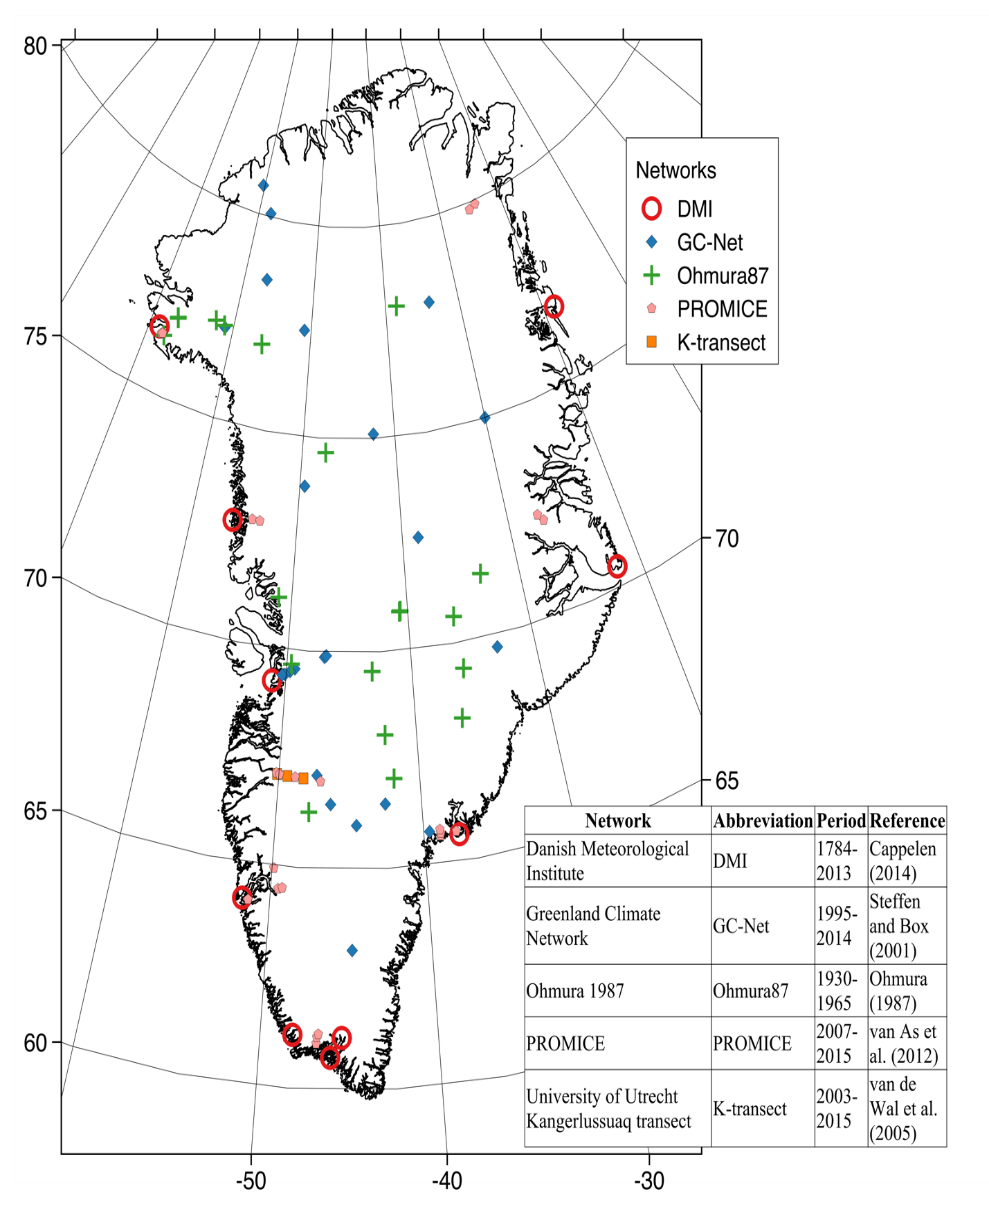 80
75
70
65
60
70
65
-50
-40
-30
Networks
DMI
GC-Net
Ohmura87
PROMICE
K-transect
Network Abbreviation Period Reference
Danish Meteorological
Institute
DMI
1784-
2013
Cappelen
(2014)
Greenland Climate
Network
GC-Net
1995-
2014
Steffen
and Box
(2001)
Ohmura 1987
Ohmura87
1930-
1965
Ohmura
(1987)
PROMICE
PROMICE
2007-
2015
van As et
al. (2012)
University of Utrecht
Kangerlussuaq transect
K-transect
2003-
2015
van de
Wal et al.
(2005)